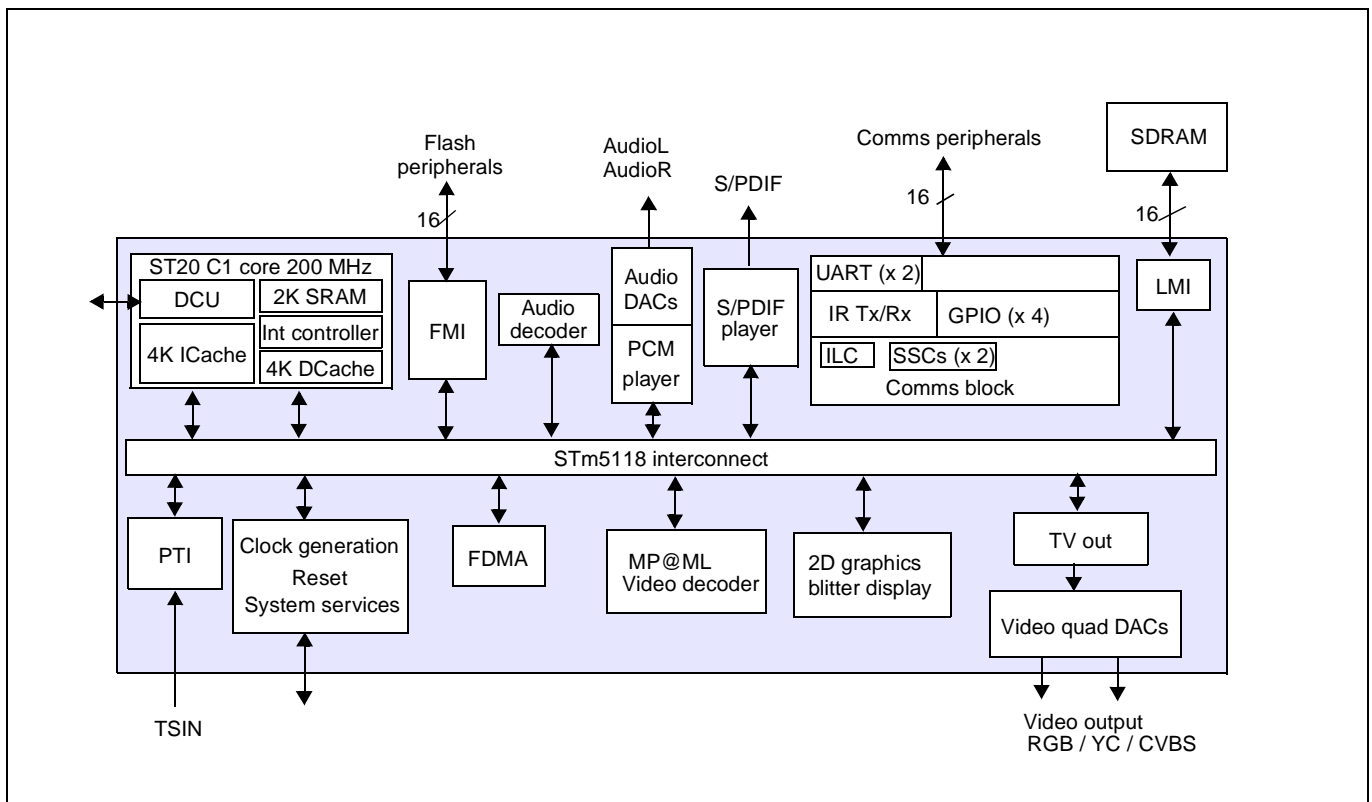 Flash
peripherals
16
AudioL
AudioR
S/PDIF
Comms peripherals
16
SDRAM
16
ST20 C1 core 200 MHz
DCU
2K SRAM
Int controller
4K ICache
4K DCache
FMI
Audio
decoder
Audio
DACs
PCM
player
S/PDIF
player
UART (x 2)
IR Tx/Rx
GPIO (x 4)
ILC
SSCs (x 2)
Comms block
LMI
STm5118 interconnect
PTI
Clock generation
Reset
System services
FDMA
MP@ML
Video decoder
2D graphics
blitter display
TV out
Video quad DACs
TSIN
Video output
RGB / YC / CVBS